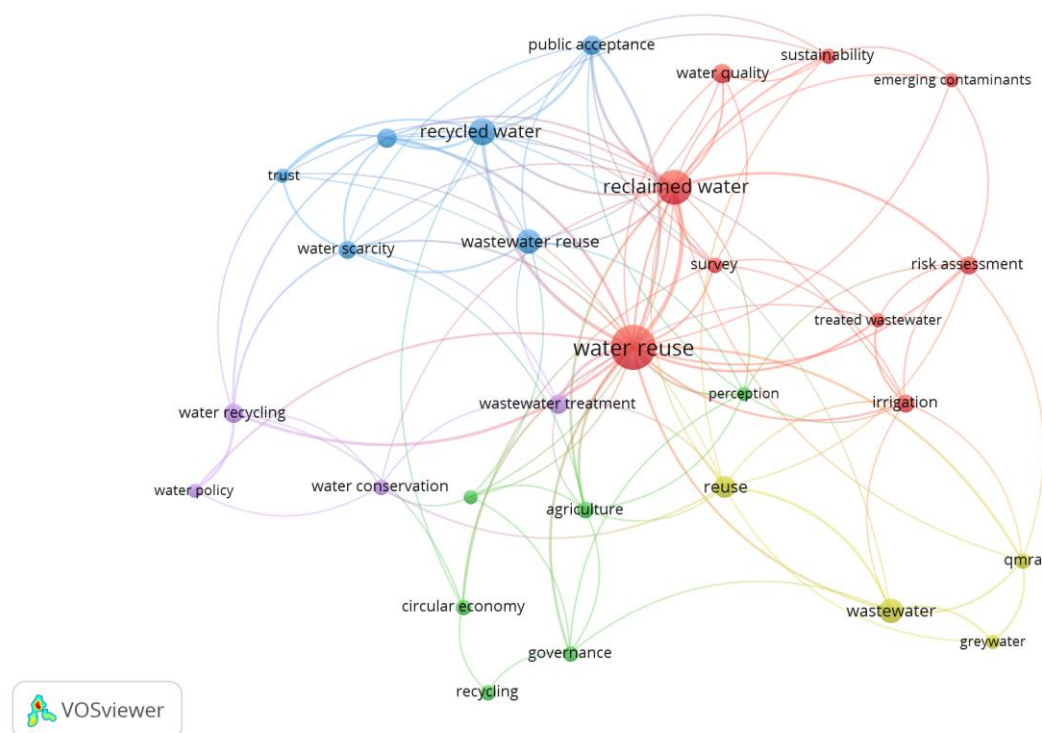 public acceptance
sustainability
water quality
emerging contaminants
recycled water
trust
reclaimed water
water scarcity
wastewater reuse
survey
risk assessment
treated wastewater
water reuse
perception
water recycling
wastewater treatment
irrigation
water policy
water conservation
reuse
agriculture
qmra
circular economy
wastewater
greywater
governance
recycling
VOSviewer